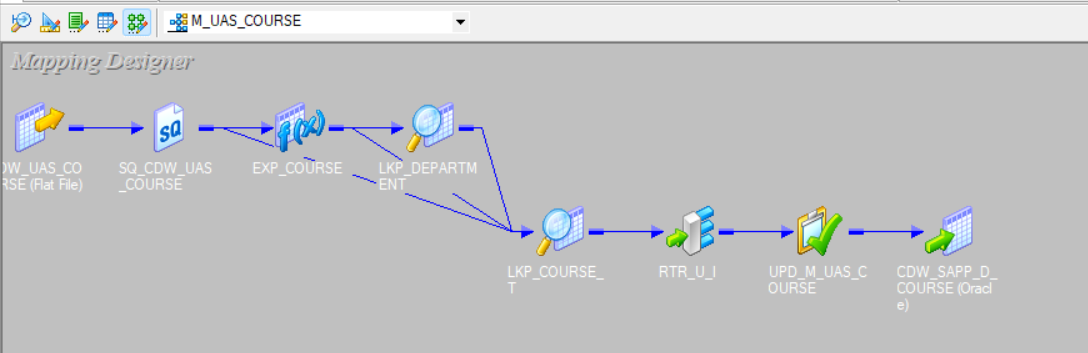 M_UAS_COURSE
Mapping Designer
DW_UAS_CO
RSE (Flat File)
SQ_CDW_UAS
_COURSE
EXP_COURSE
LKP_DEPARTM
ENT
LKP_COURSE_
T
RTR_U_I
UPD_M_UAS_C
OURSE
CDW_SAPP_D_
COURSE (Oracl
e)